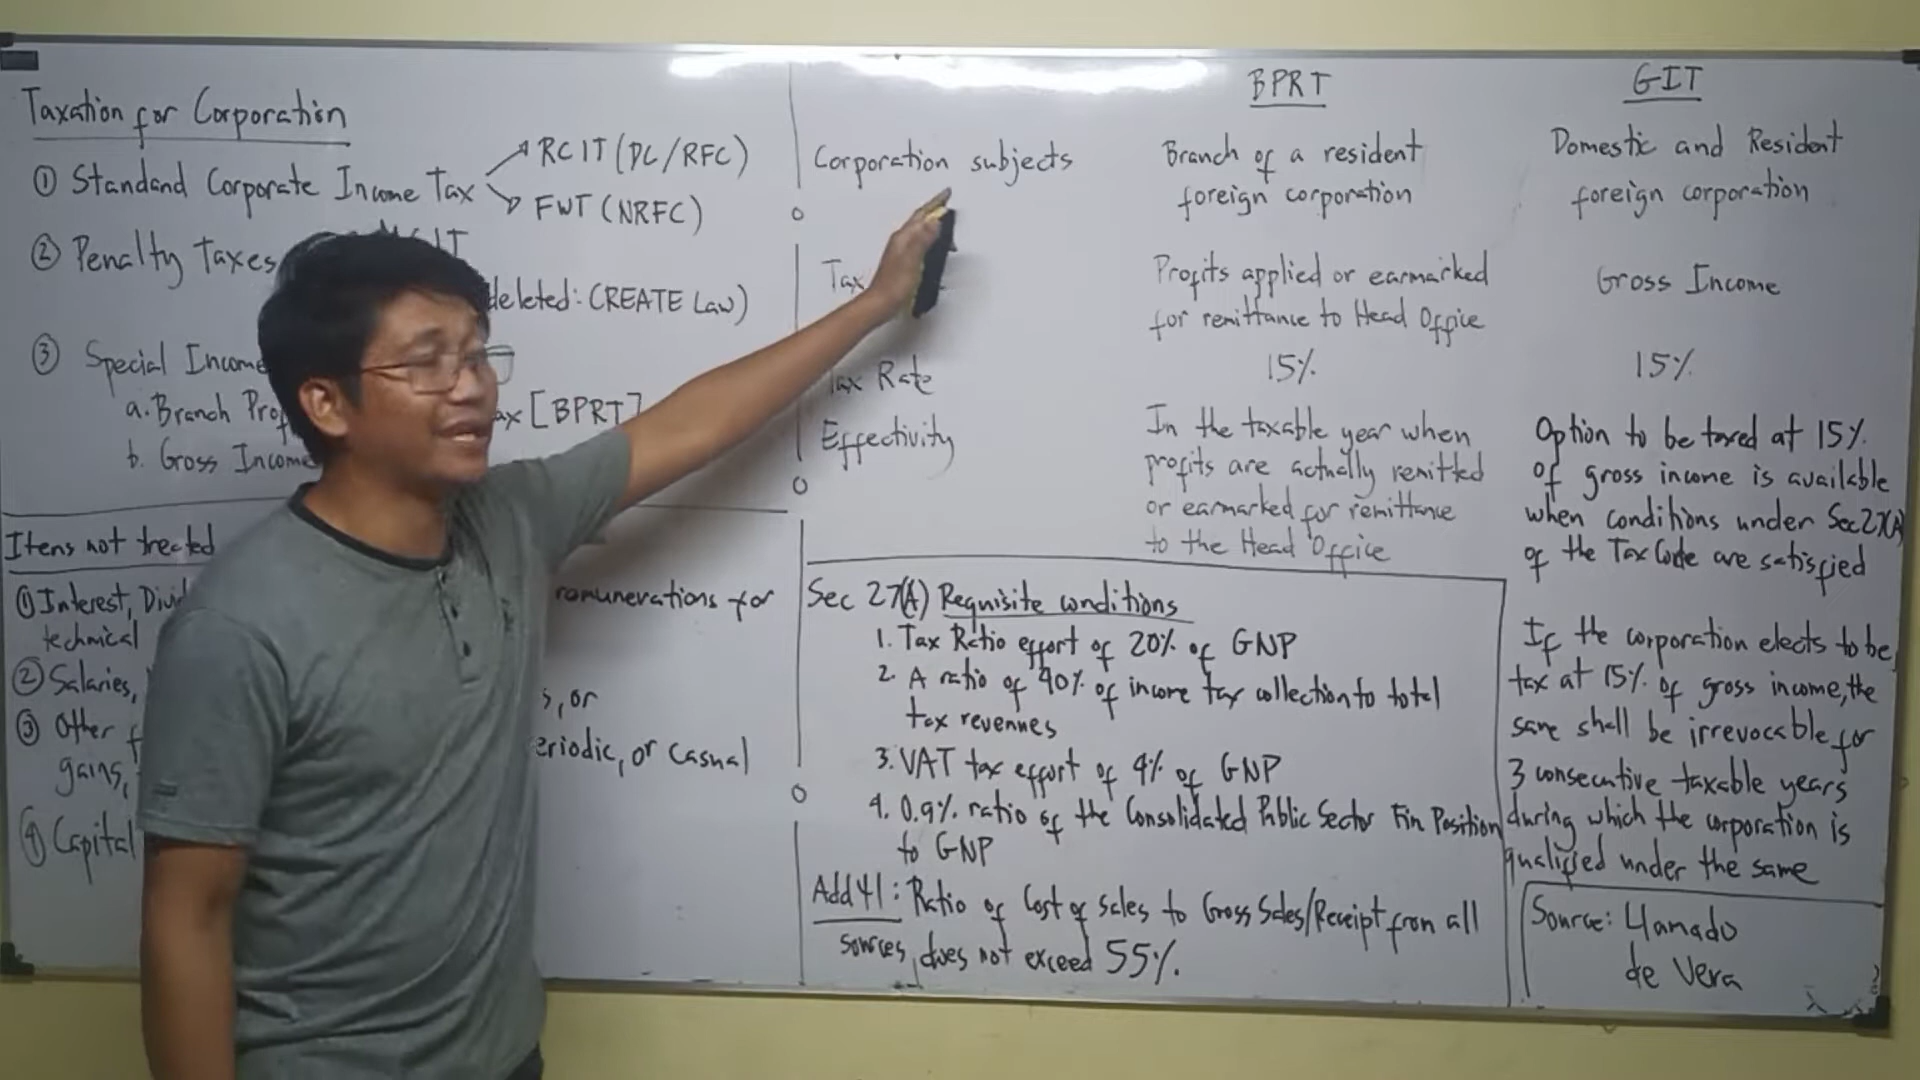 Taxation for Corporation
① Standard Corporate Income Tax
RCIT (DC/RFC)
FWT (NRFC)
② Penalty Taxes
deleted: CREATE Law)
③ Special Income
a. Branch Prof
ax [BPRT]
b. Gross Income
Items not treated
① Interest, Divid
remunerations for
technical
② Salaries,
③ Other f
s, or
gains,
eriodic, or casual
④ Capital
Corporation subjects
Tax
Tax Rate
Effectivity
BPRT
Branch of a resident
foreign corporation
Profits applied or earmarked
for remittance to Head Office
15%
In the taxable year when
profits are actually remitted
or earmarked for remittance
to the Head Office
GIT
Domestic and Resident
foreign corporation
Gross Income
15%
Option to be taxed at 15%
of gross income is available
when conditions under Sec 27(A)
of the Tax Code are satisfied
If the corporation elects to be
tax at 15% of gross income, the
same shall be irrevocable for
3 consecutive taxable years
during which the corporation is
qualified under the same
Sec 27(A) Requisite conditions
1. Tax Ratio effort of 20% of GNP
2. A ratio of 40% of income tax collection to total
tax revenues
3. VAT tax effort of 4% of GNP
4. 0.9% ratio of the Consolidated Public Sector Fin Position
to GNP
Add'l: Ratio of Cost of sales to Gross Sales/Receipt from all
sources, does not exceed 55%.
Source: Llamado
de Vera